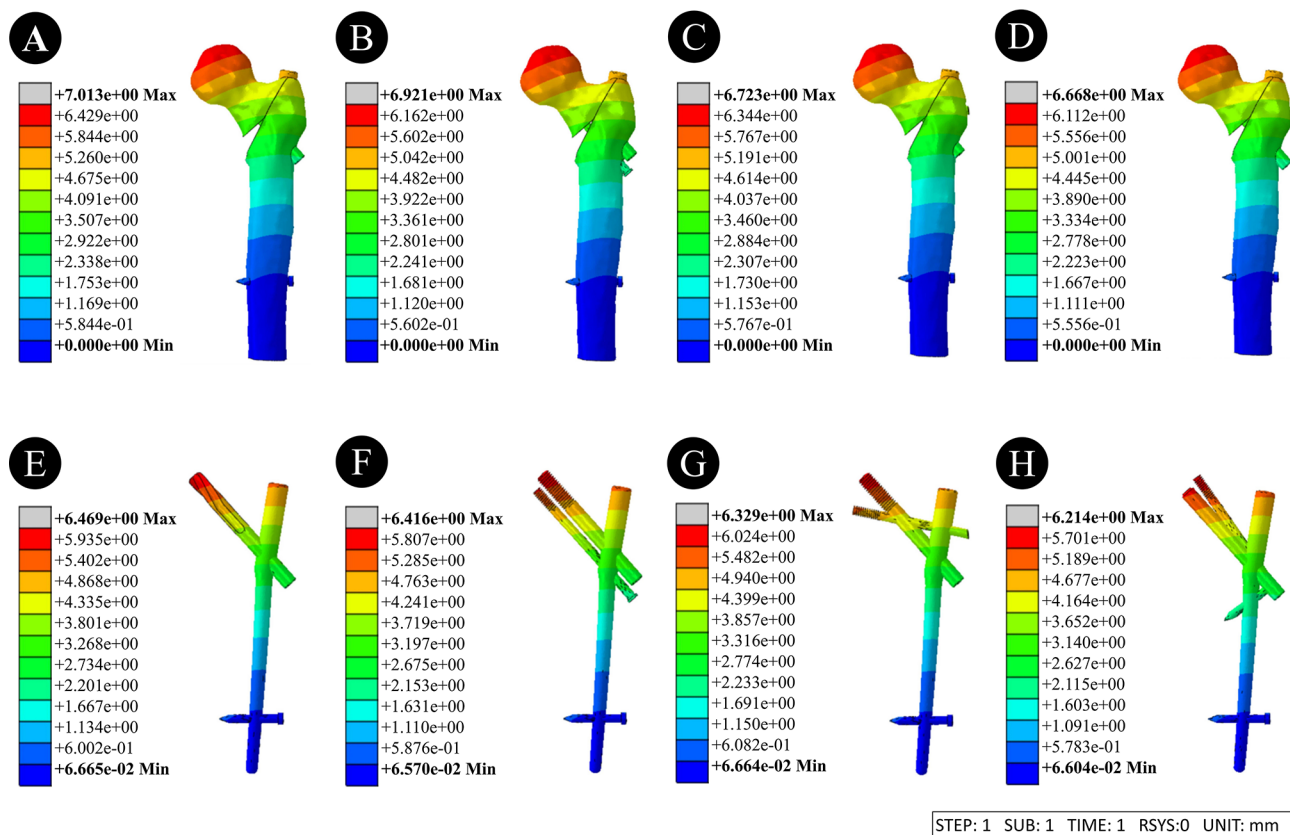 A
+7.013e+00 Max
+6.429e+00
+5.844e+00
+5.260e+00
+4.675e+00
+4.091e+00
+3.507e+00
+2.922e+00
+2.338e+00
+1.753e+00
+1.169e+00
+5.844e-01
+0.000e+00 Min
B
+6.921e+00 Max
+6.162e+00
+5.602e+00
+5.042e+00
+4.482e+00
+3.922e+00
+3.361e+00
+2.801e+00
+2.241e+00
+1.681e+00
+1.120e+00
+5.602e-01
+0.000e+00 Min
C
+6.723e+00 Max
+6.344e+00
+5.767e+00
+5.191e+00
+4.614e+00
+4.037e+00
+3.460e+00
+2.884e+00
+2.307e+00
+1.730e+00
+1.153e+00
+5.767e-01
+0.000e+00 Min
D
+6.668e+00 Max
+6.112e+00
+5.556e+00
+5.001e+00
+4.445e+00
+3.890e+00
+3.334e+00
+2.778e+00
+2.223e+00
+1.667e+00
+1.111e+00
+5.556e-01
+0.000e+00 Min
E
+6.469e+00 Max
+5.935e+00
+5.402e+00
+4.868e+00
+4.335e+00
+3.801e+00
+3.268e+00
+2.734e+00
+2.201e+00
+1.667e+00
+1.134e+00
+6.002e-01
+6.665e-02 Min
F
+6.416e+00 Max
+5.807e+00
+5.285e+00
+4.763e+00
+4.241e+00
+3.719e+00
+3.197e+00
+2.675e+00
+2.153e+00
+1.631e+00
+1.110e+00
+5.876e-01
+6.570e-02 Min
G
+6.329e+00 Max
+6.024e+00
+5.482e+00
+4.940e+00
+4.399e+00
+3.857e+00
+3.316e+00
+2.774e+00
+2.233e+00
+1.691e+00
+1.150e+00
+6.082e-01
+6.664e-02 Min
H
+6.214e+00 Max
+5.701e+00
+5.189e+00
+4.677e+00
+4.164e+00
+3.652e+00
+3.140e+00
+2.627e+00
+2.115e+00
+1.603e+00
+1.091e+00
+5.783e-01
+6.604e-02 Min
STEP: 1 SUB: 1 TIME: 1 RSYS:0 UNIT: mm